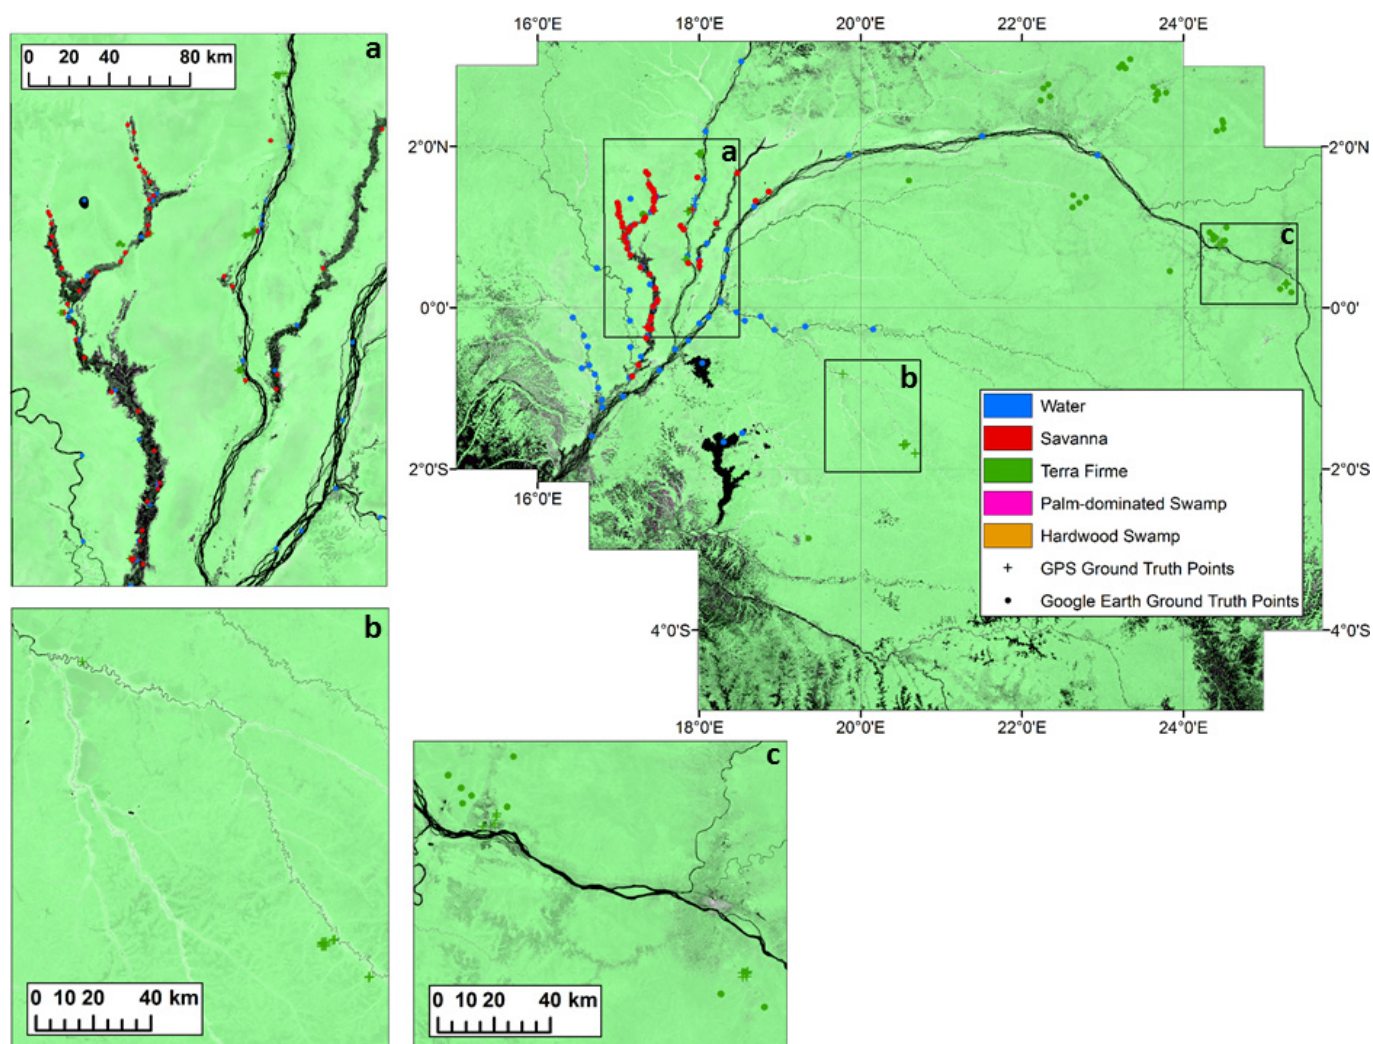 16°0'E 18°0'E 20°0'E 22°0'E 24°0'E
a
0 20 40 80 km
2°0'N 2°0'N
a
c
0°0'
0°0'
b
Water
Savanna
Terra Firme
Palm-dominated Swamp
Hardwood Swamp
GPS Ground Truth Points
Google Earth Ground Truth Points
2°0'S 2°0'S
16°0'E
4°0'S 4°0'S
18°0'E 20°0'E 22°0'E 24°0'E
b
0 10 20 40 km
c
0 10 20 40 km